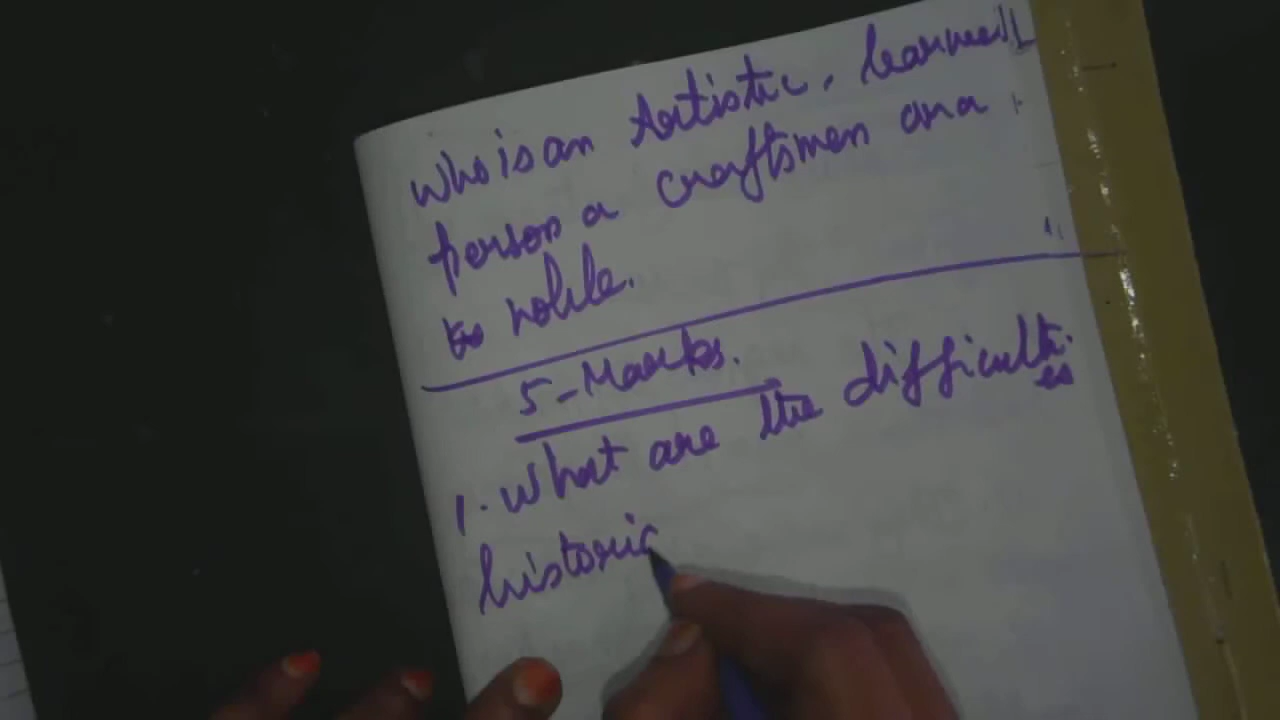 who is an Artistic, learned
person a craftsmen and a
to noble.
5-Marks.
1. What are the difficulties
historic